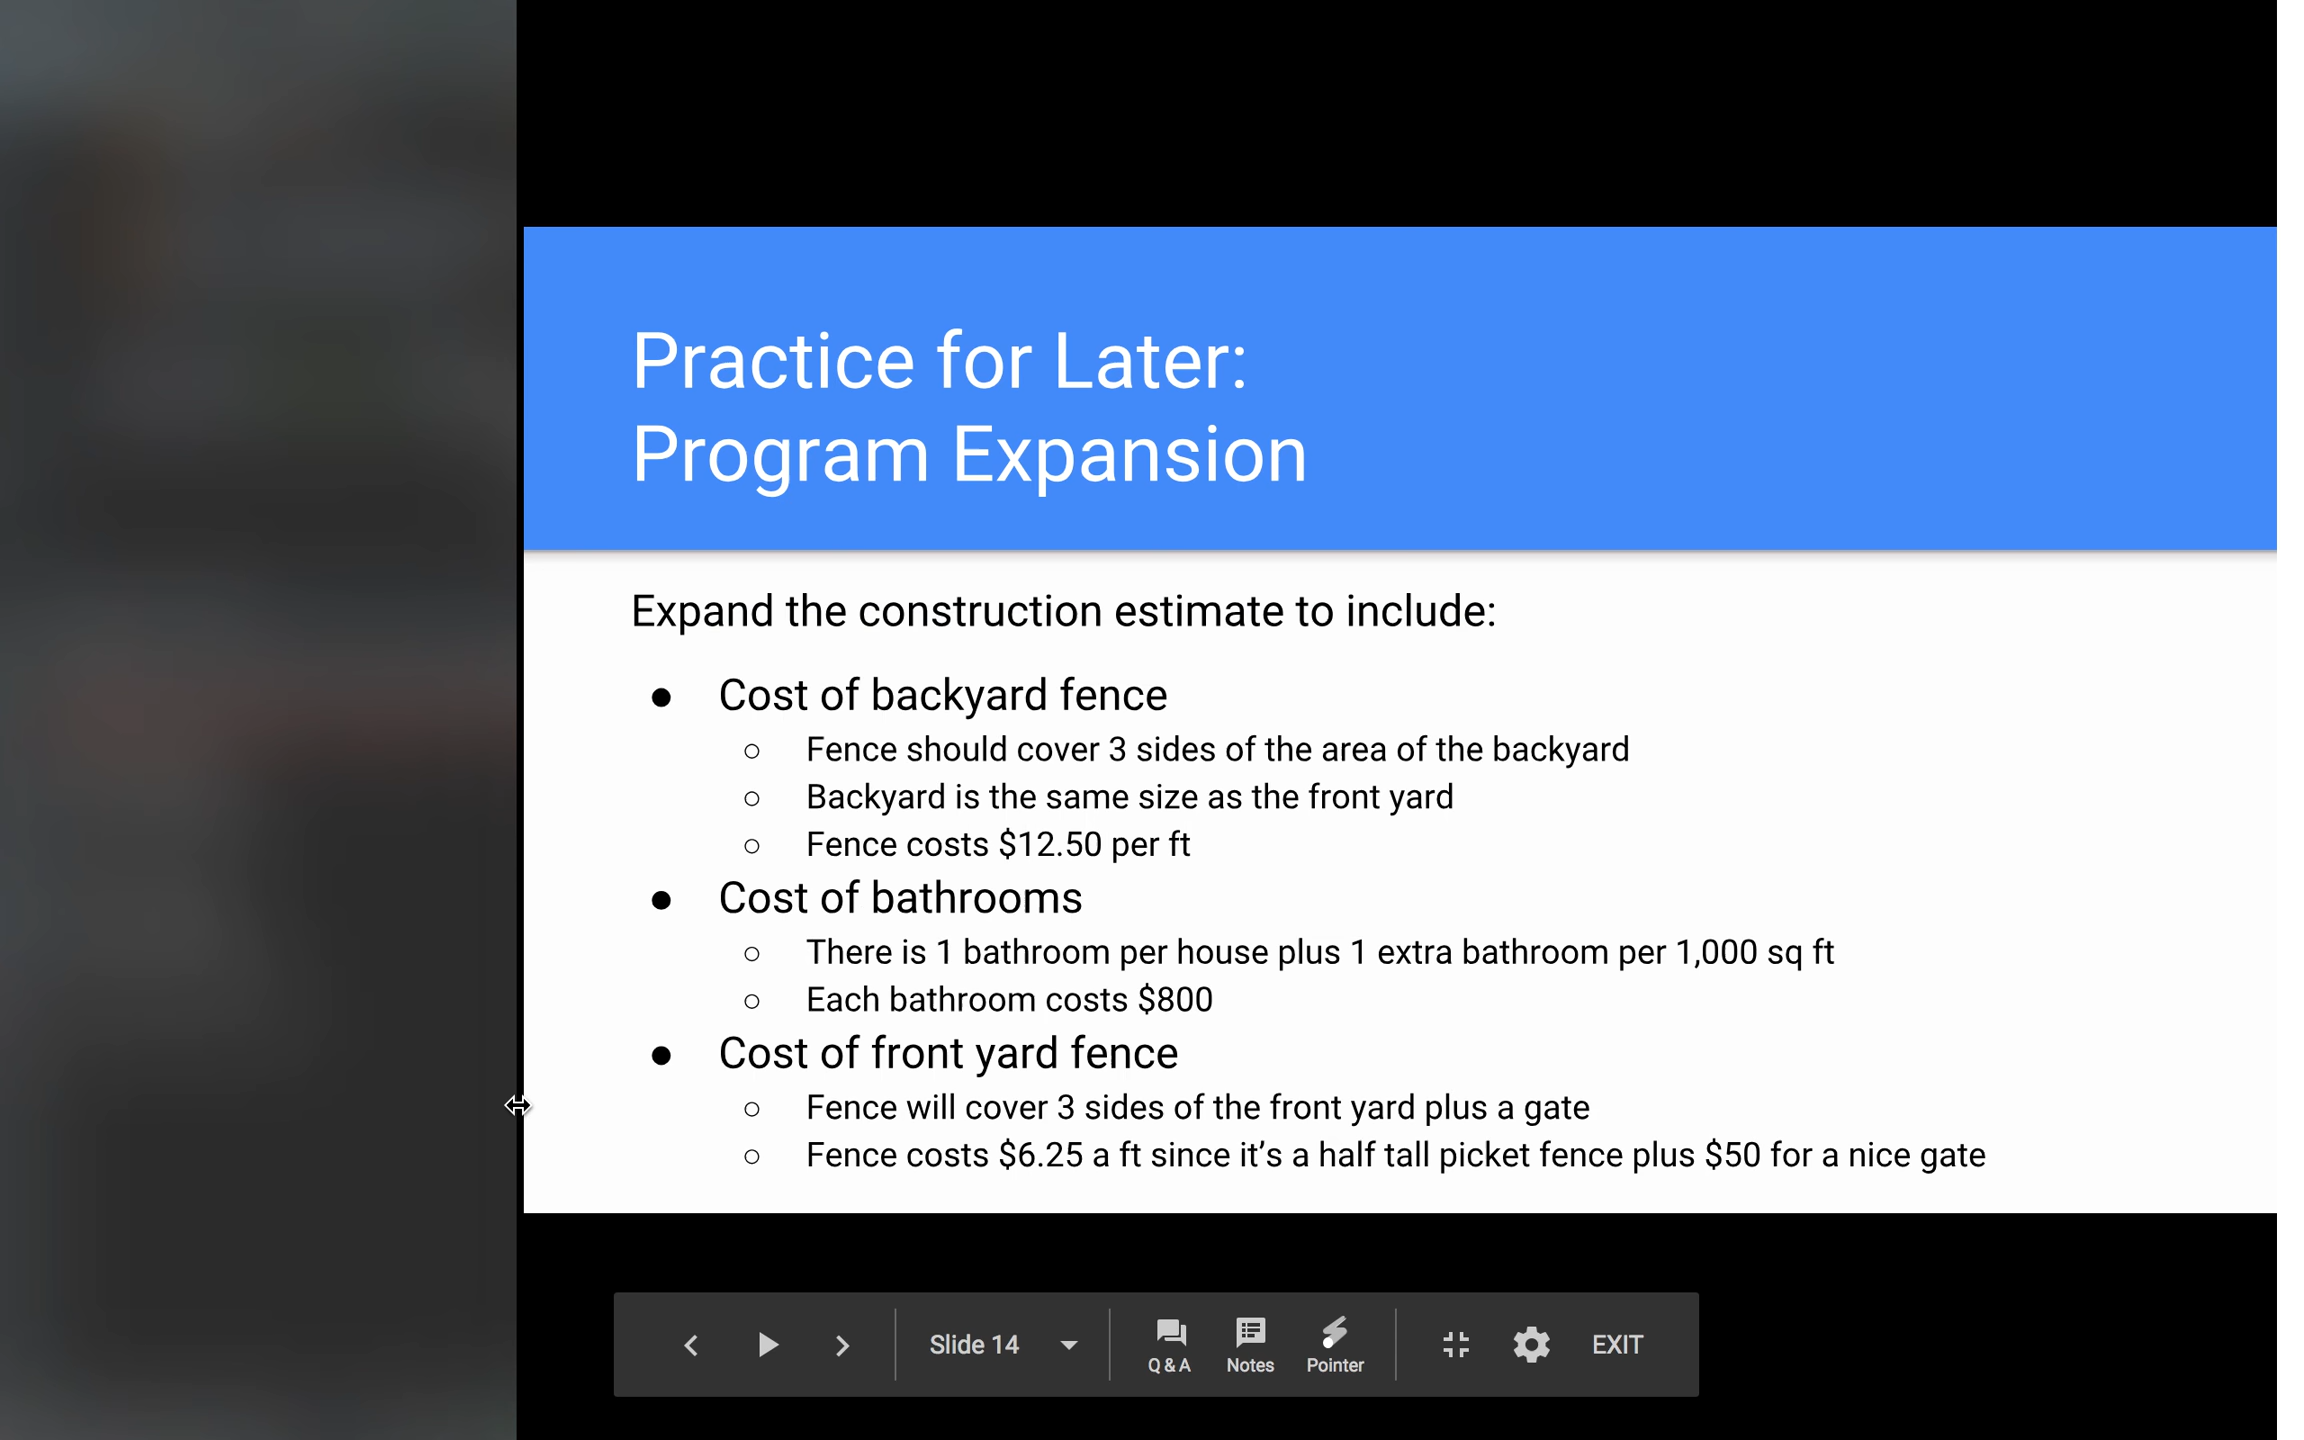 Practice for Later:
Program Expansion
Expand the construction estimate to include:
● Cost of backyard fence
○ Fence should cover 3 sides of the area of the backyard
○ Backyard is the same size as the front yard
○ Fence costs $12.50 per ft
● Cost of bathrooms
○ There is 1 bathroom per house plus 1 extra bathroom per 1,000 sq ft
○ Each bathroom costs $800
● Cost of front yard fence
○ Fence will cover 3 sides of the front yard plus a gate
○ Fence costs $6.25 a ft since it’s a half tall picket fence plus $50 for a nice gate
Slide 14
Q & A
Notes
Pointer
EXIT